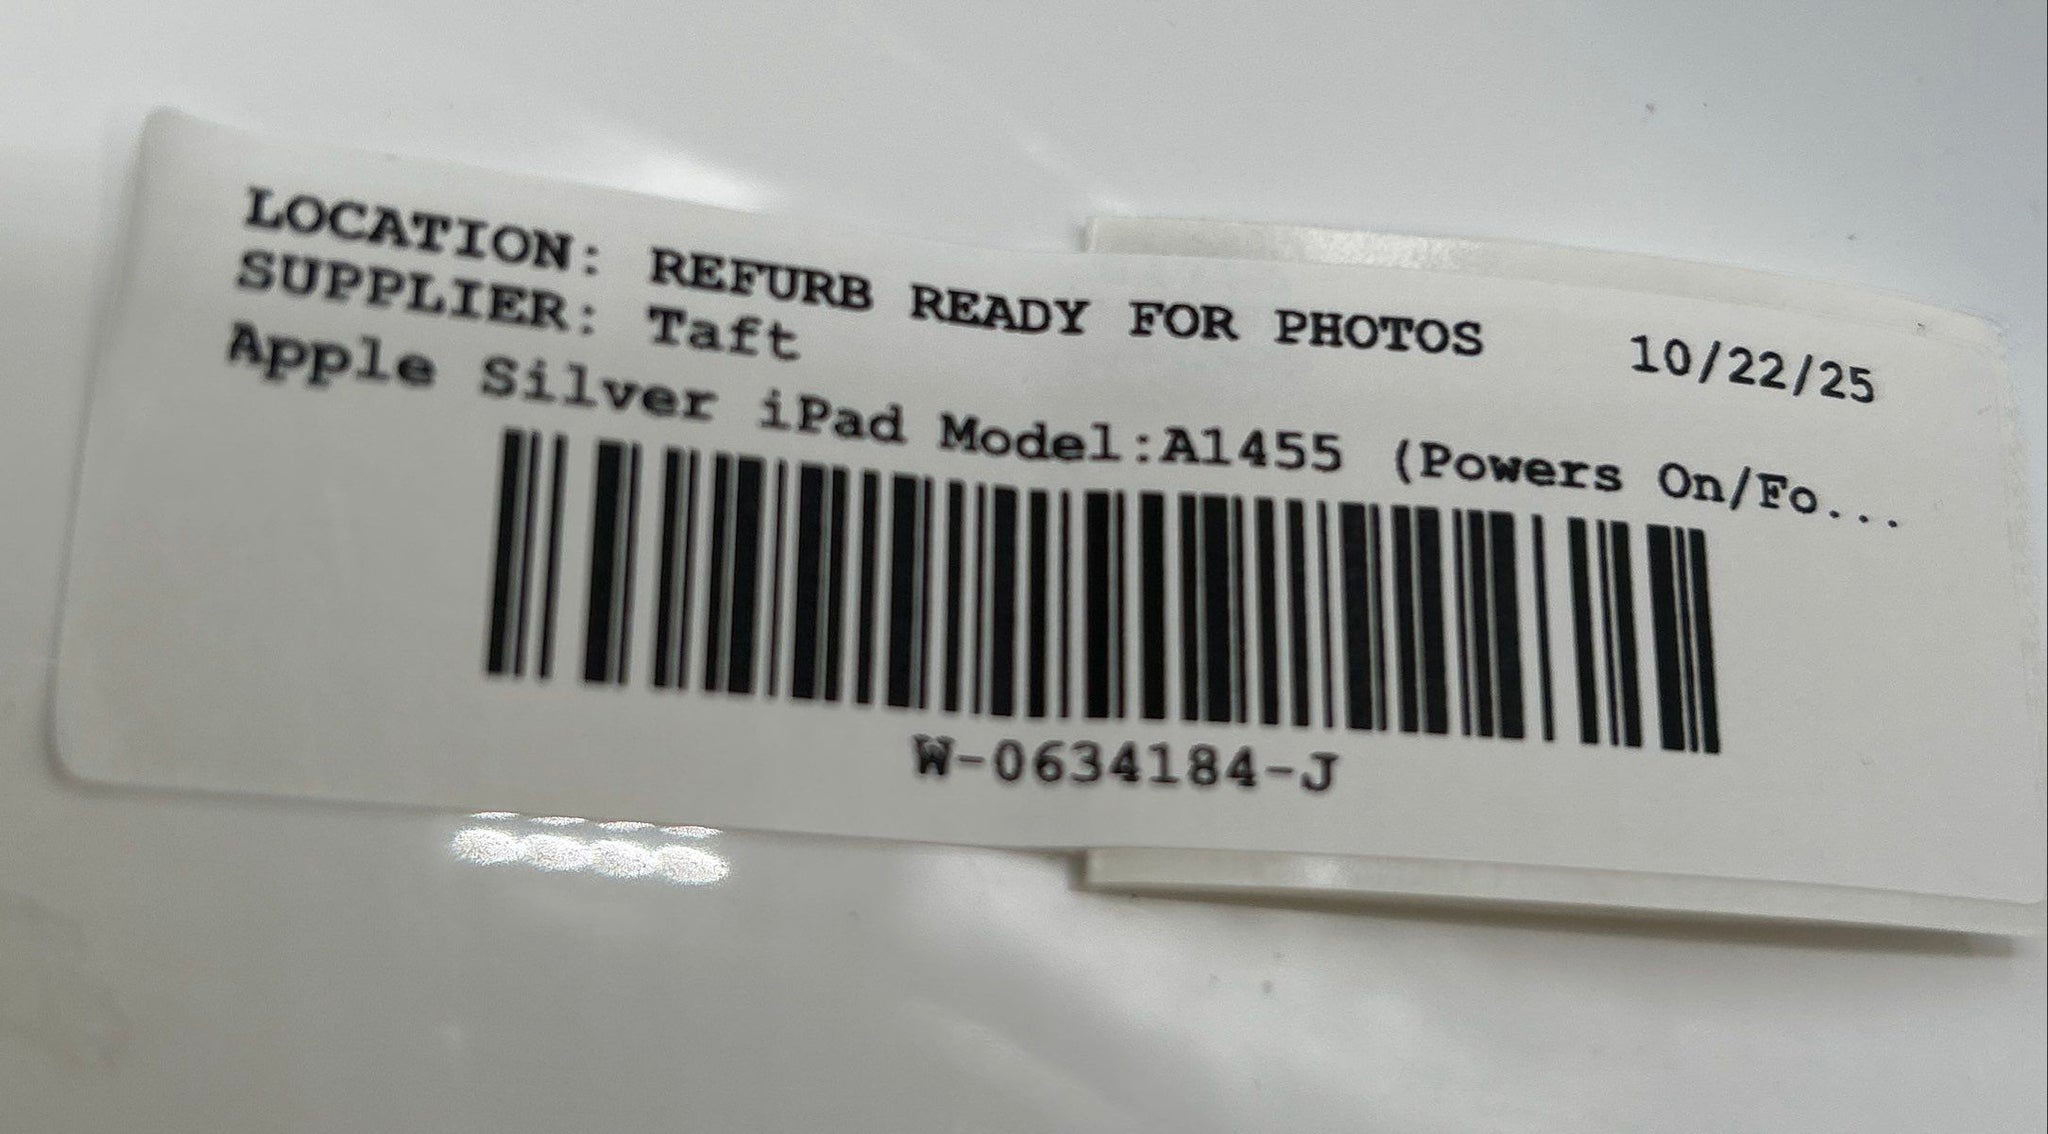 LOCATION: REFURB READY FOR PHOTOS 10/22/25
SUPPLIER: Taft
Apple Silver iPad Model:A1455 (Powers On/Fo...
W-0634184-J